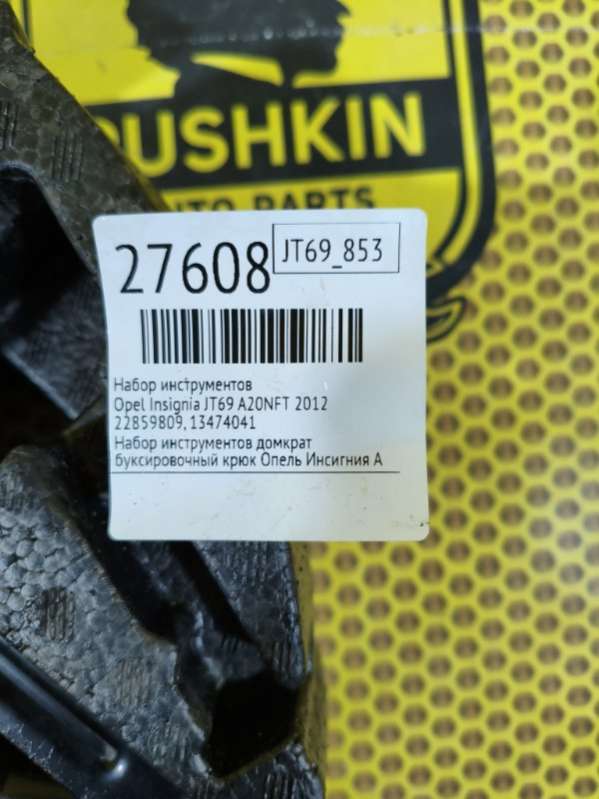 PUSHKIN
AUTO PARTS
27608
JT69_853
Набор инструментов
Opel Insignia JT69 A20NFT 2012
22859809, 13474041
Набор инструментов домкрат
буксировочный крюк Опель Инсигния А